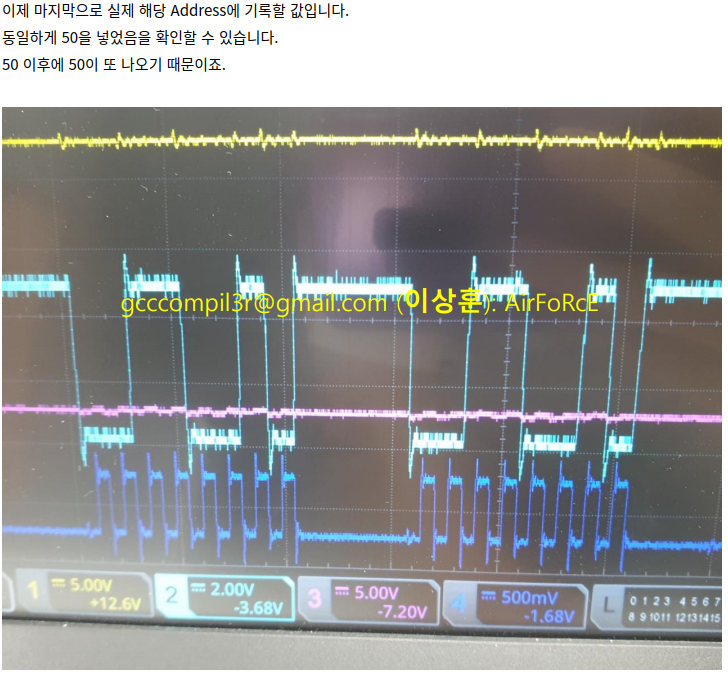 이제 마지막으로 실제 해당 Address에 기록할 값입니다.
동일하게 50을 넣었음을 확인할 수 있습니다.
50 이후에 50이 또 나오기 때문이죠.
gcccompil3r@gmail.com (이상훈): AirFoRcE
1 5.00V
+12.6V
2 2.00V
-3.68V
3 5.00V
-7.20V
4 500mV
-1.68V
L 0 1 2 3 4 5 6 7
8 9 10 11 12 13 14 15